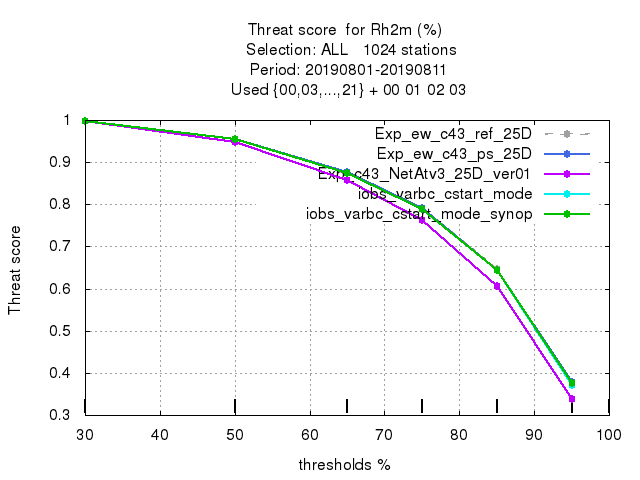 Threat score for Rh2m (%)
Selection: ALL 1024 stations
Period: 20190801-20190811
Used {00,03,...,21} + 00 01 02 03
Exp_ew_c43_ref_25D
Exp_ew_c43_ps_25D
Exp_c43_NetAtv3_25D_ver01
iobs_varbc_cstart_mode
iobs_varbc_cstart_mode_synop
Threat score
1
0.9
0.8
0.7
0.6
0.5
0.4
0.3
30 40 50 60 70 80 90 100
thresholds %